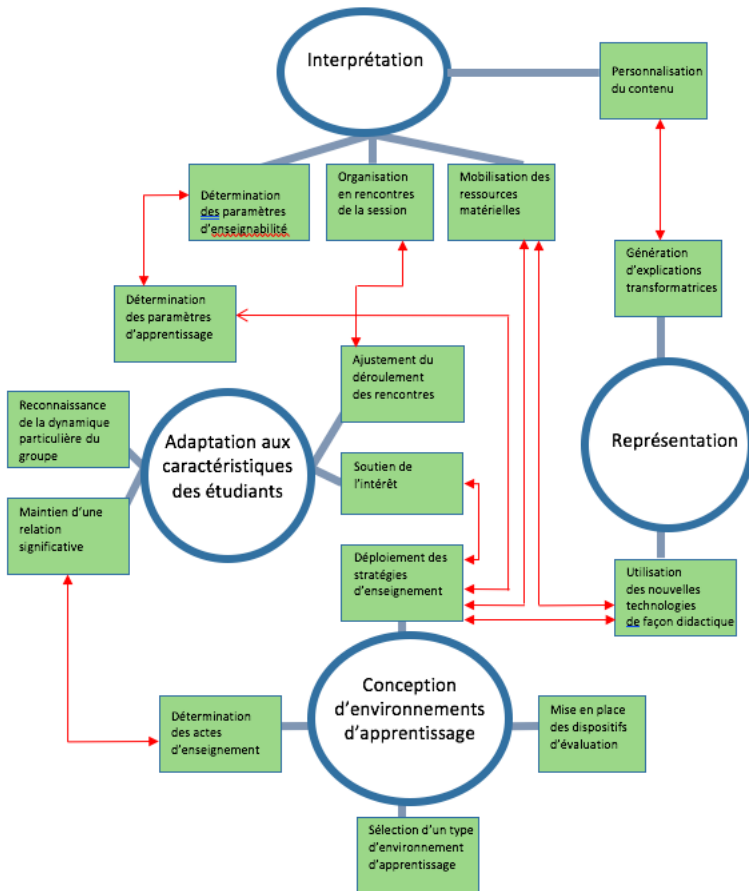 Interprétation
Personnalisation
du contenu
Détermination
des paramètres
d'enseignabilité
Organisation
en rencontres
de la session
Mobilisation des
ressources
matérielles
Génération
d'explications
transformatrices
Détermination
des paramètres
d'apprentissage
Ajustement du
déroulement
des rencontres
Reconnaissance
de la dynamique
particulière du
groupe
Adaptation aux
caractéristiques
des étudiants
Représentation
Soutien de
l'intérêt
Maintien d'une
relation
significative
Déploiement des
stratégies
d'enseignement
Utilisation
des nouvelles
technologies
de façon didactique
Conception
d'environnements
d'apprentissage
Détermination
des actes
d'enseignement
Mise en place
des dispositifs
d'évaluation
Sélection d'un type
d'environnement
d'apprentissage